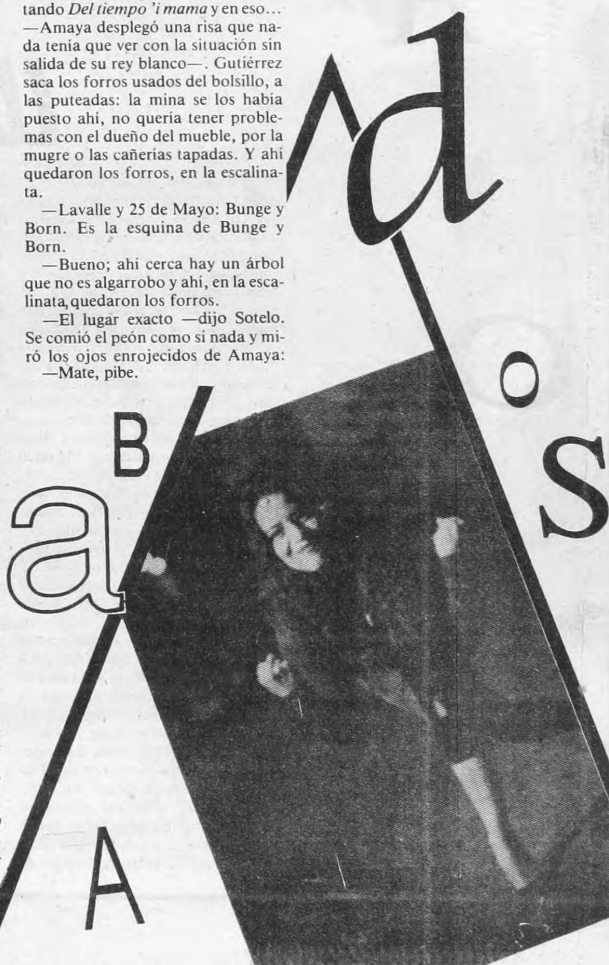 tando Del tiempo 'i mama y en eso...
—Amaya desplegó una risa que na-
da tenía que ver con la situación sin
salida de su rey blanco—. Gutiérrez
saca los forros usados del bolsillo, a
las puteadas: la mina se los había
puesto ahí, no quería tener proble-
mas con el dueño del mueble, por la
mugre o las cañerías tapadas. Y ahí
quedaron los forros, en la escalina-
ta.
—Lavalle y 25 de Mayo: Bunge y
Born. Es la esquina de Bunge y
Born.
—Bueno; ahí cerca hay un árbol
que no es algarrobo y ahí, en la esca-
linata, quedaron los forros.
—El lugar exacto —dijo Sotelo.
Se comió el peón como si nada y mi-
ró los ojos enrojecidos de Amaya:
—Mate, pibe.
d
o
s
B
a
A